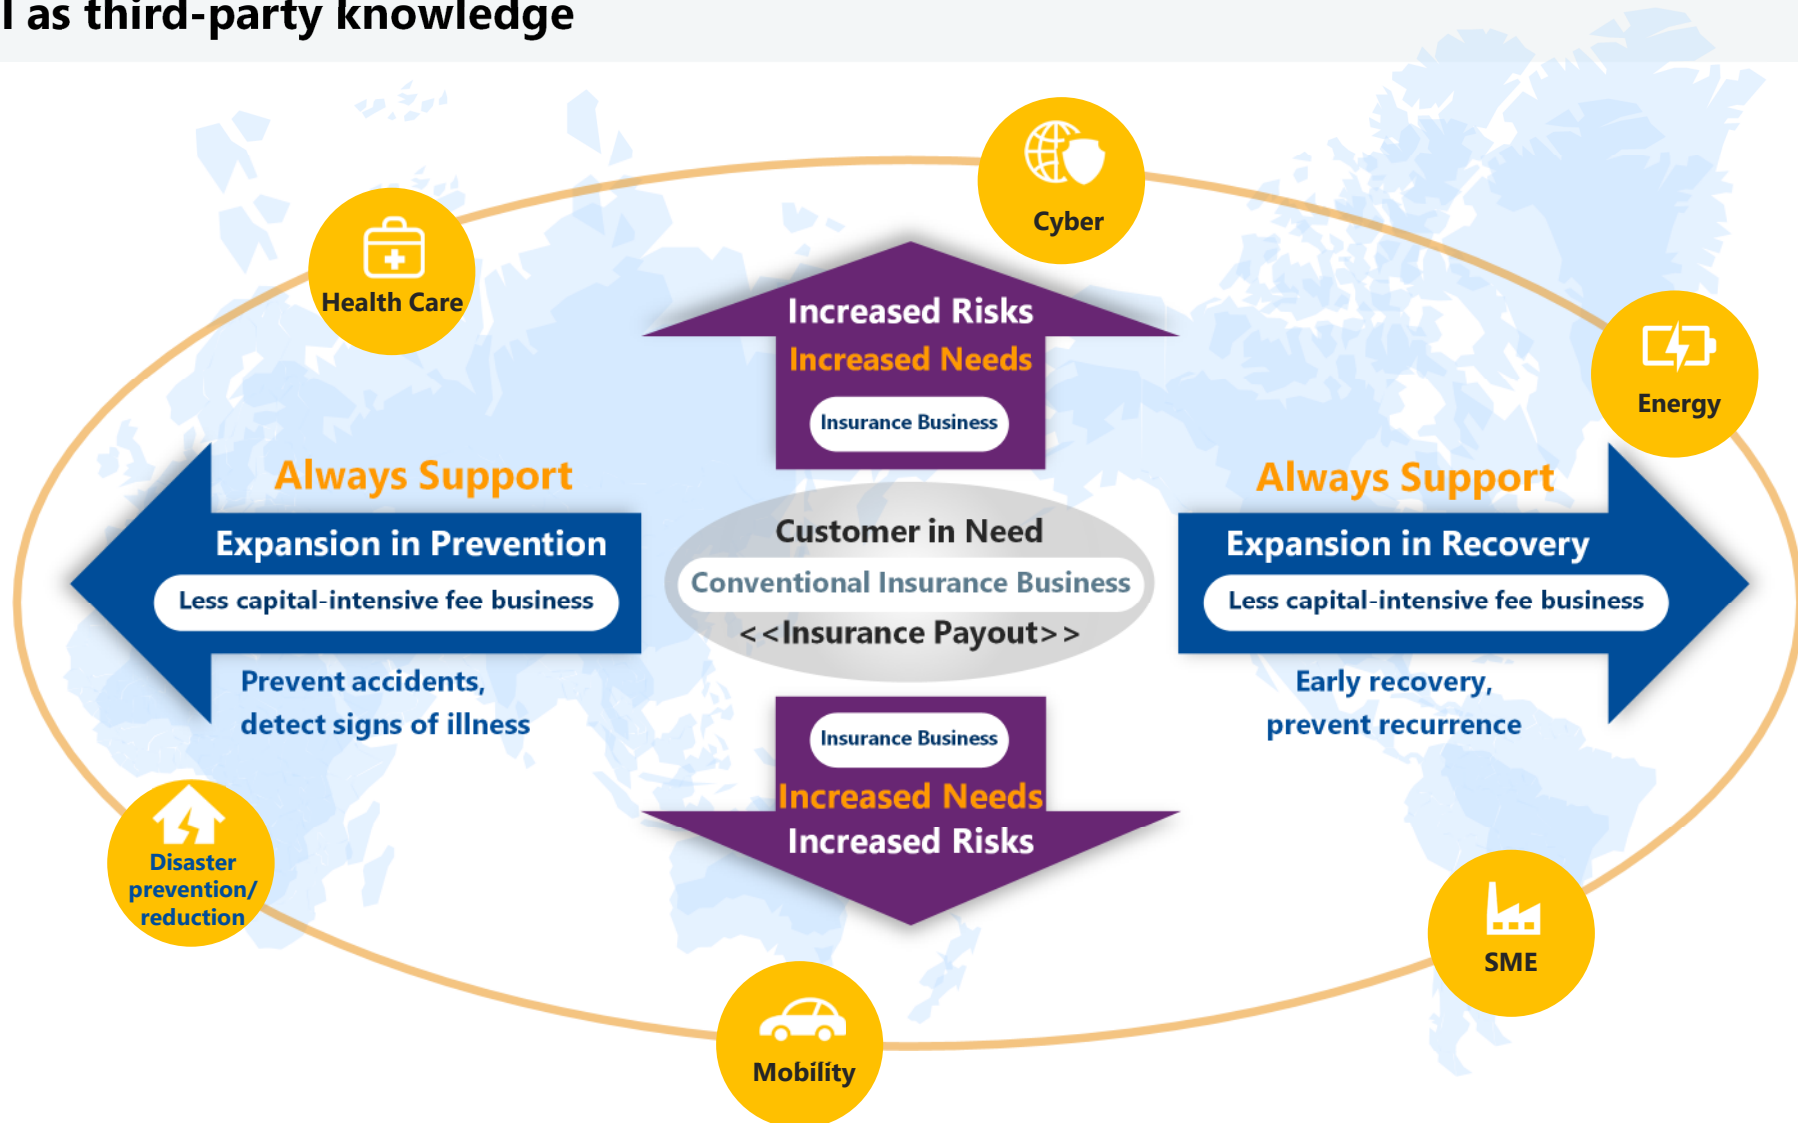 as third-party knowledge
Cyber
Health Care
Increased Risks
Increased Needs
Insurance Business
Energy
Always Support
Expansion in Prevention
Less capital-intensive fee business
Prevent accidents,
detect signs of illness
Customer in Need
Conventional Insurance Business
<<Insurance Payout>>
Always Support
Expansion in Recovery
Less capital-intensive fee business
Early recovery,
prevent recurrence
Insurance Business
Increased Needs
Increased Risks
Disaster
prevention/
reduction
SME
Mobility